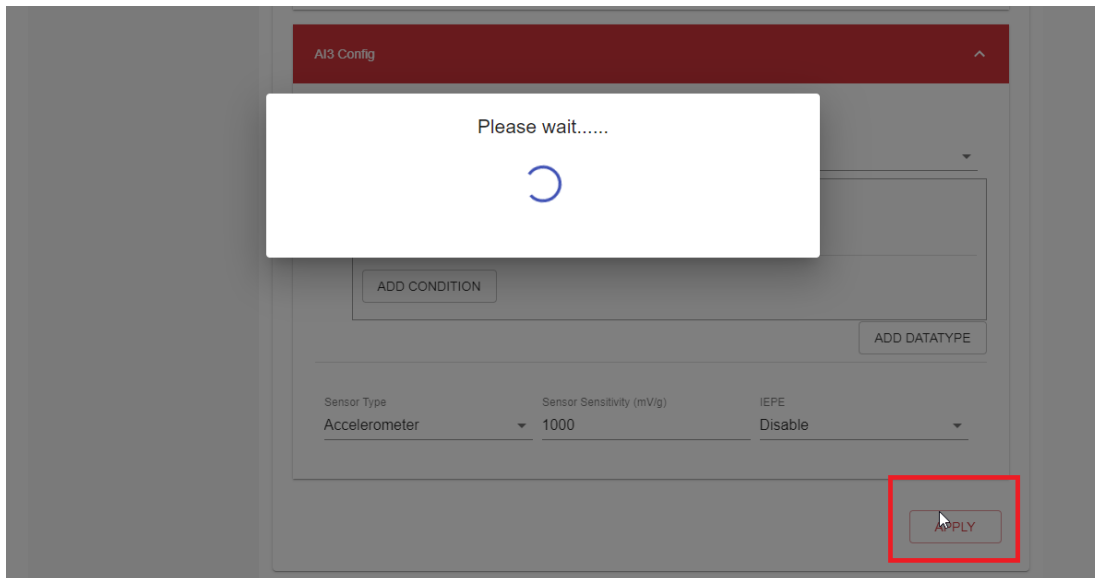 AI3 Config
Please wait......
ADD CONDITION
ADD DATATYPE
Sensor Type Sensor Sensitivity (mV/g) IEPE
Accelerometer 1000 Disable
APPLY